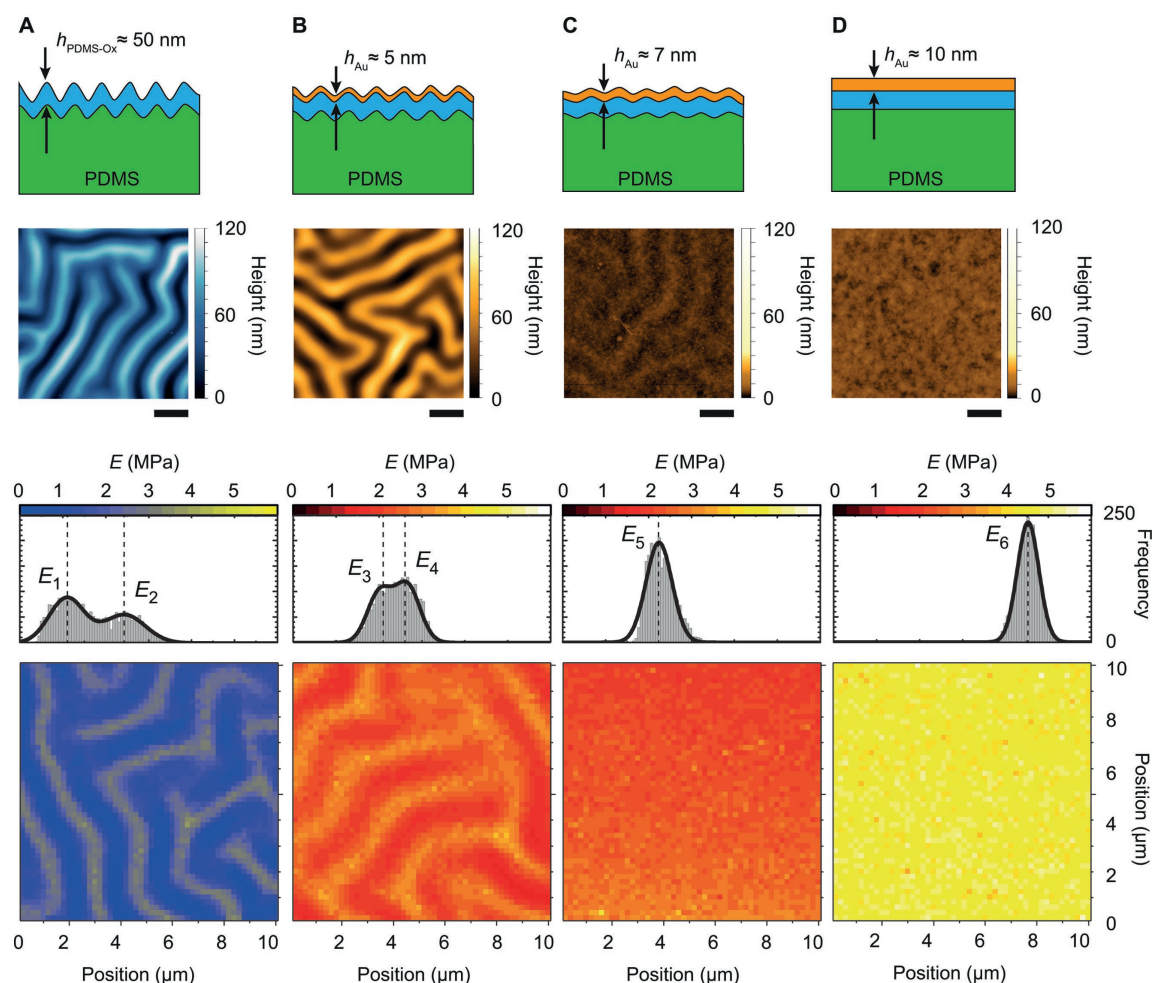 A
B
C
D
hPDMS-Ox ≈ 50 nm
hAu ≈ 5 nm
hAu ≈ 7 nm
hAu ≈ 10 nm
PDMS
PDMS
PDMS
PDMS
120
60
0
Height (nm)
120
60
0
Height (nm)
120
60
0
Height (nm)
120
60
0
Height (nm)
E (MPa)
E (MPa)
E (MPa)
E (MPa)
0 1 2 3 4 5
0 1 2 3 4 5
0 1 2 3 4 5
0 1 2 3 4 5
E1
E2
E3
E4
E5
E6
250
0
Frequency
10
8
6
4
2
0
Position (µm)
0 2 4 6 8 10
2 4 6 8 10
2 4 6 8 10
2 4 6 8 10
Position (µm)
Position (µm)
Position (µm)
Position (µm)